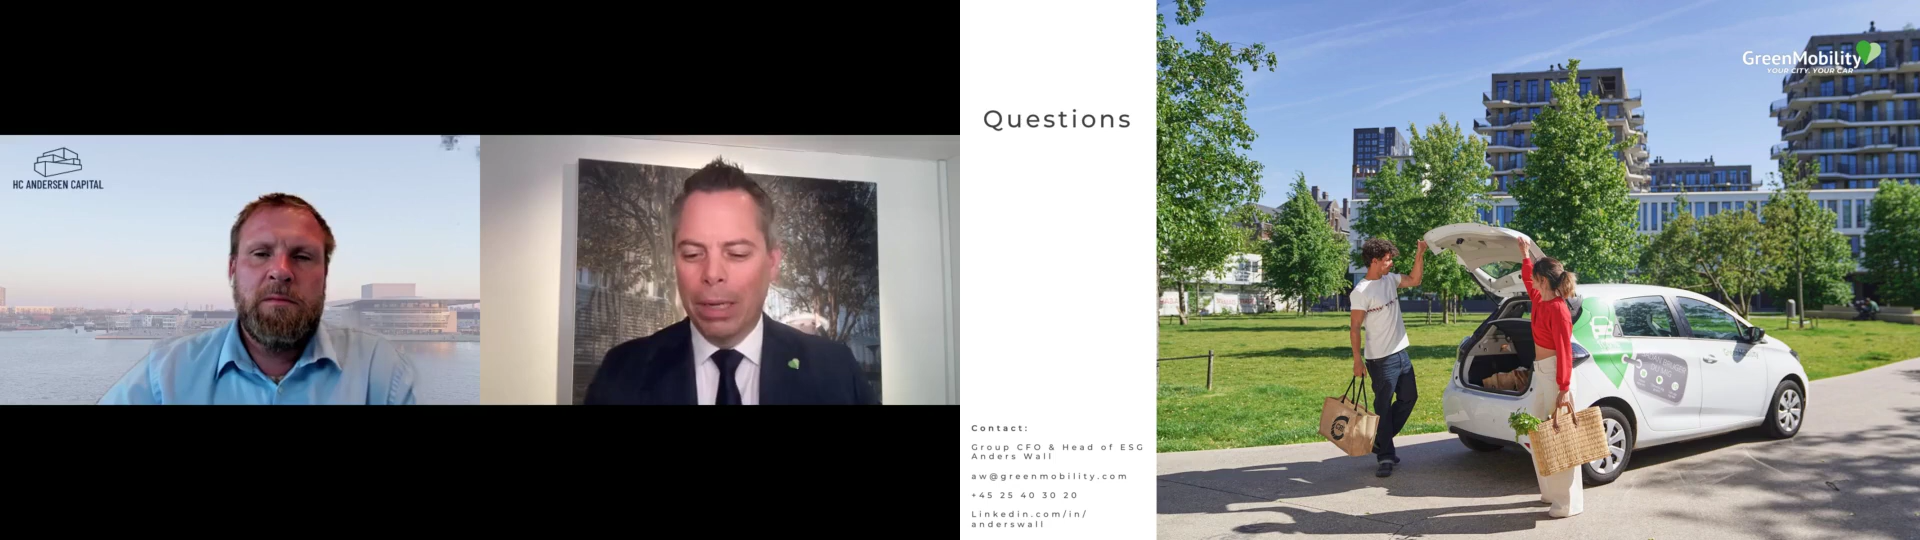 HC ANDERSEN CAPITAL
Questions
Contact:
Group CFO & Head of ESG
Anders Wall
aw@greenmobility.com
+45 25 40 30 20
Linkedin.com/in/
anderswall
GreenMobility
YOUR CITY. YOUR CAR
GreenMobility